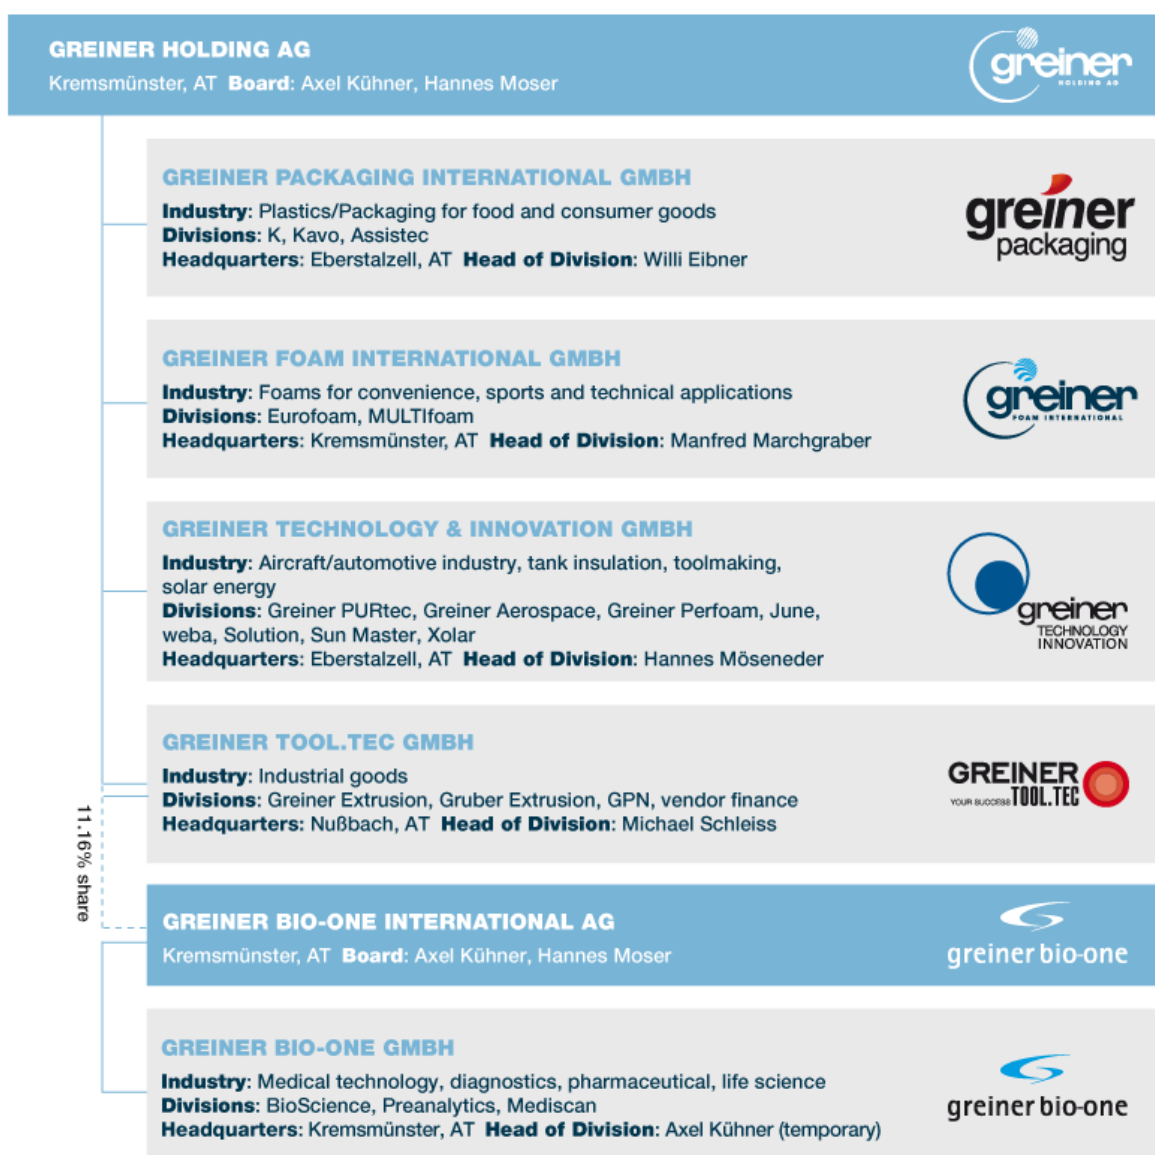 GREINER HOLDING AG
Kremsmünster, AT Board: Axel Kühner, Hannes Moser
greiner
HOLDING AG
GREINER PACKAGING INTERNATIONAL GMBH
Industry: Plastics/Packaging for food and consumer goods
Divisions: K, Kavo, Assistec
Headquarters: Eberstalzell, AT Head of Division: Willi Eibner
greiner
packaging
GREINER FOAM INTERNATIONAL GMBH
Industry: Foams for convenience, sports and technical applications
Divisions: Eurofoam, MULTIfoam
Headquarters: Kremsmünster, AT Head of Division: Manfred Marchgraber
greiner
FOAM INTERNATIONAL
GREINER TECHNOLOGY & INNOVATION GMBH
Industry: Aircraft/automotive industry, tank insulation, toolmaking,
solar energy
Divisions: Greiner PURtec, Greiner Aerospace, Greiner Perfoam, June,
weba, Solution, Sun Master, Xolar
Headquarters: Eberstalzell, AT Head of Division: Hannes Möseneder
greiner
TECHNOLOGY
INNOVATION
GREINER TOOL.TEC GMBH
Industry: Industrial goods
Divisions: Greiner Extrusion, Gruber Extrusion, GPN, vendor finance
Headquarters: Nußbach, AT Head of Division: Michael Schleiss
GREINER
YOUR SUCCESS TOOL.TEC
11.16% share
GREINER BIO-ONE INTERNATIONAL AG
Kremsmünster, AT Board: Axel Kühner, Hannes Moser
greiner bio-one
GREINER BIO-ONE GMBH
Industry: Medical technology, diagnostics, pharmaceutical, life science
Divisions: BioScience, Preanalytics, Mediscan
Headquarters: Kremsmünster, AT Head of Division: Axel Kühner (temporary)
greiner bio-one